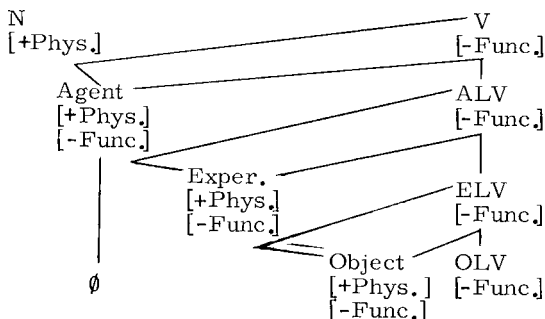 N V
[+Phys.] [-Func.]
Agent ALV
[+Phys.] [-Func.]
[-Func.]
Exper. ELV
[+Phys.] [-Func.]
[-Func.]
Object OLV
∅ [+Phys.] [-Func.]
[-Func.]